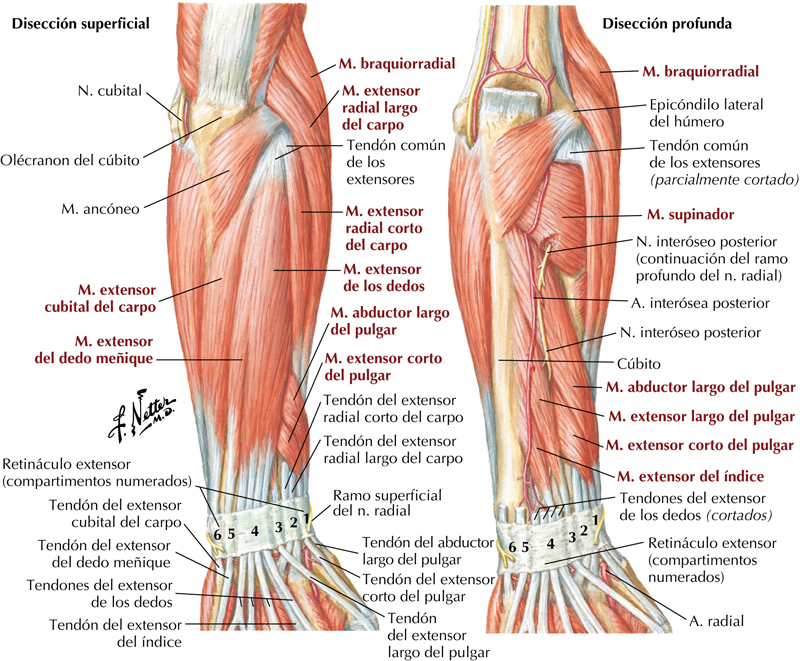 Disección superficial
M. braquiorradial
M. extensor
radial largo
del carpo
N. cubital
Olécranon del cúbito
Tendón común
de los
extensores
M. ancóneo
M. extensor
radial corto
del carpo
M. extensor
cubital del carpo
M. extensor
de los dedos
M. extensor
del dedo meñique
M. abductor largo
del pulgar
M. extensor corto
del pulgar
F. Netter
M.D.
Tendón del extensor
radial corto del carpo
Tendón del extensor
radial largo del carpo
Retináculo extensor
(compartimentos numerados)
Ramo superficial
del n. radial
6 5 4 3 2 1
Tendón del extensor
cubital del carpo
Tendón del extensor
del dedo meñique
Tendones del extensor
de los dedos
Tendón del extensor
del índice
Tendón del abductor
largo del pulgar
Tendón del extensor
corto del pulgar
Tendón
del extensor
largo del pulgar
Disección profunda
M. braquiorradial
Epicóndilo lateral
del húmero
Tendón común
de los extensores
(parcialmente cortado)
M. supinador
N. interóseo posterior
(continuación del ramo
profundo del n. radial)
A. interósea posterior
N. interóseo posterior
Cúbito
M. abductor largo del pulgar
M. extensor largo del pulgar
M. extensor corto del pulgar
M. extensor del índice
Tendones del extensor
de los dedos (cortados)
6 5 4 3 2 1
Retináculo extensor
(compartimentos
numerados)
A. radial